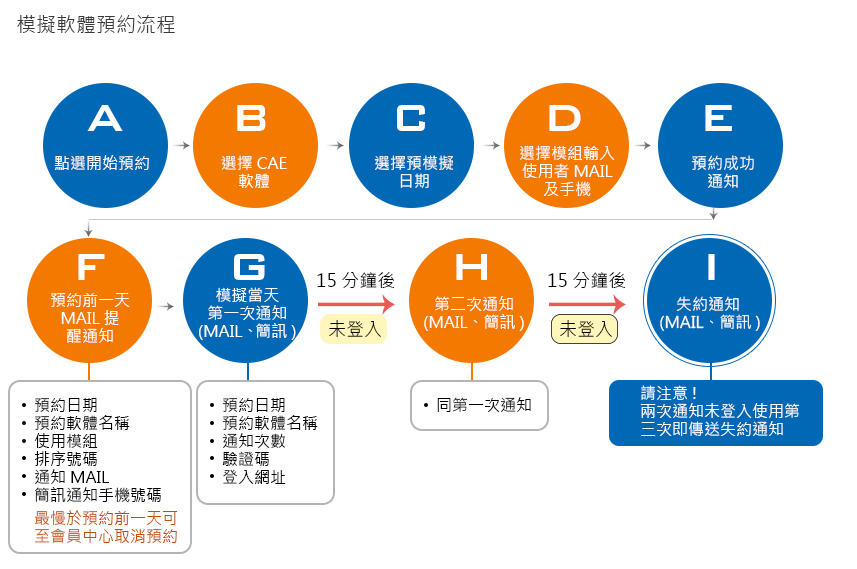 模擬軟體預約流程
A
點選開始預約
B
選擇 CAE
軟體
C
選擇預模擬
日期
D
選擇模組輸入
使用者 MAIL
及手機
E
預約成功
通知
F
預約前一天
MAIL 提
醒通知
G
模擬當天
第一次通知
(MAIL、簡訊)
15 分鐘後
未登入
H
第二次通知
(MAIL、簡訊)
15 分鐘後
未登入
I
失約通知
(MAIL、簡訊)
• 預約日期
• 預約軟體名稱
• 使用模組
• 排序號碼
• 通知 MAIL
• 簡訊通知手機號碼
最慢於預約前一天可
至會員中心取消預約
• 預約日期
• 預約軟體名稱
• 通知次數
• 驗證碼
• 登入網址
• 同第一次通知
請注意!
兩次通知未登入使用第
三次即傳送失約通知